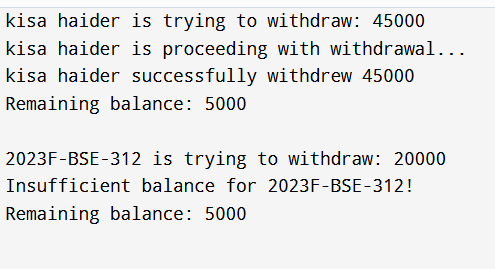 kisa haider is trying to withdraw: 45000
kisa haider is proceeding with withdrawal...
kisa haider successfully withdrew 45000
Remaining balance: 5000
2023F-BSE-312 is trying to withdraw: 20000
Insufficient balance for 2023F-BSE-312!
Remaining balance: 5000